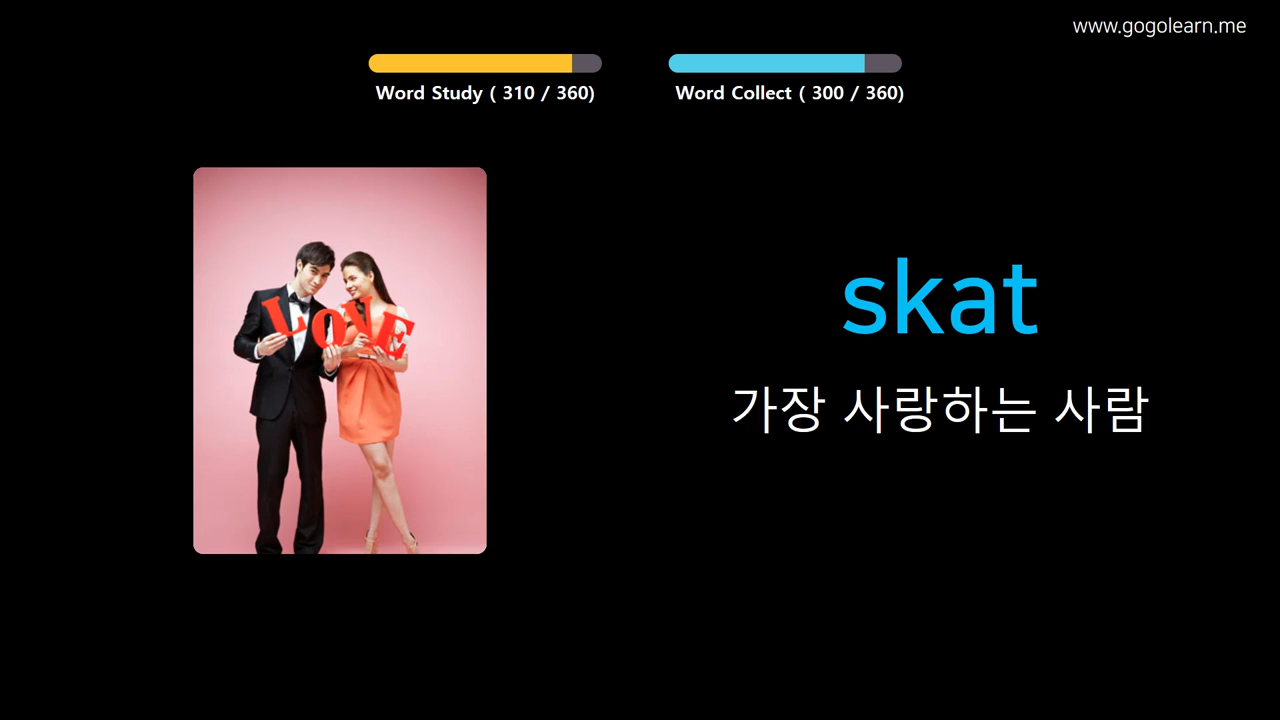 www.gogolearn.me
Word Study ( 310 / 360)
Word Collect ( 300 / 360)
LOVE
skat
가장 사랑하는 사람